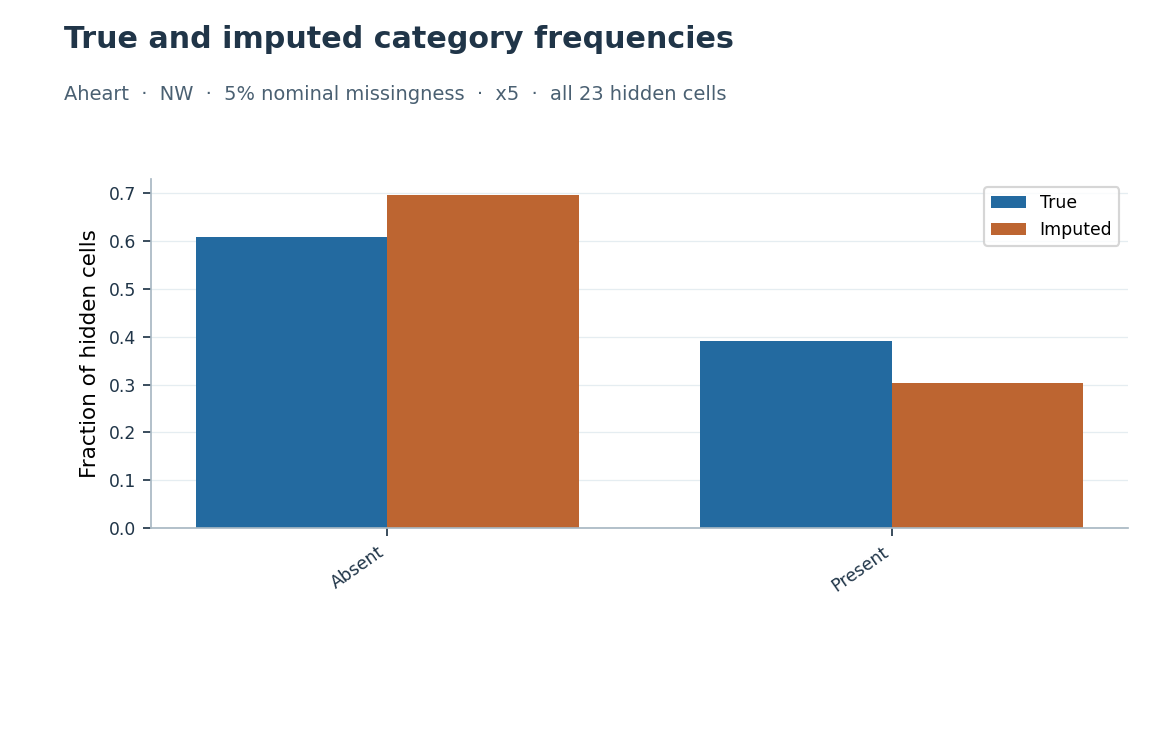 True and imputed category frequencies
Aheart · NW · 5% nominal missingness · x5 · all 23 hidden cells
Fraction of hidden cells
0.7
0.6
0.5
0.4
0.3
0.2
0.1
0.0
True
Imputed
Absent
Present